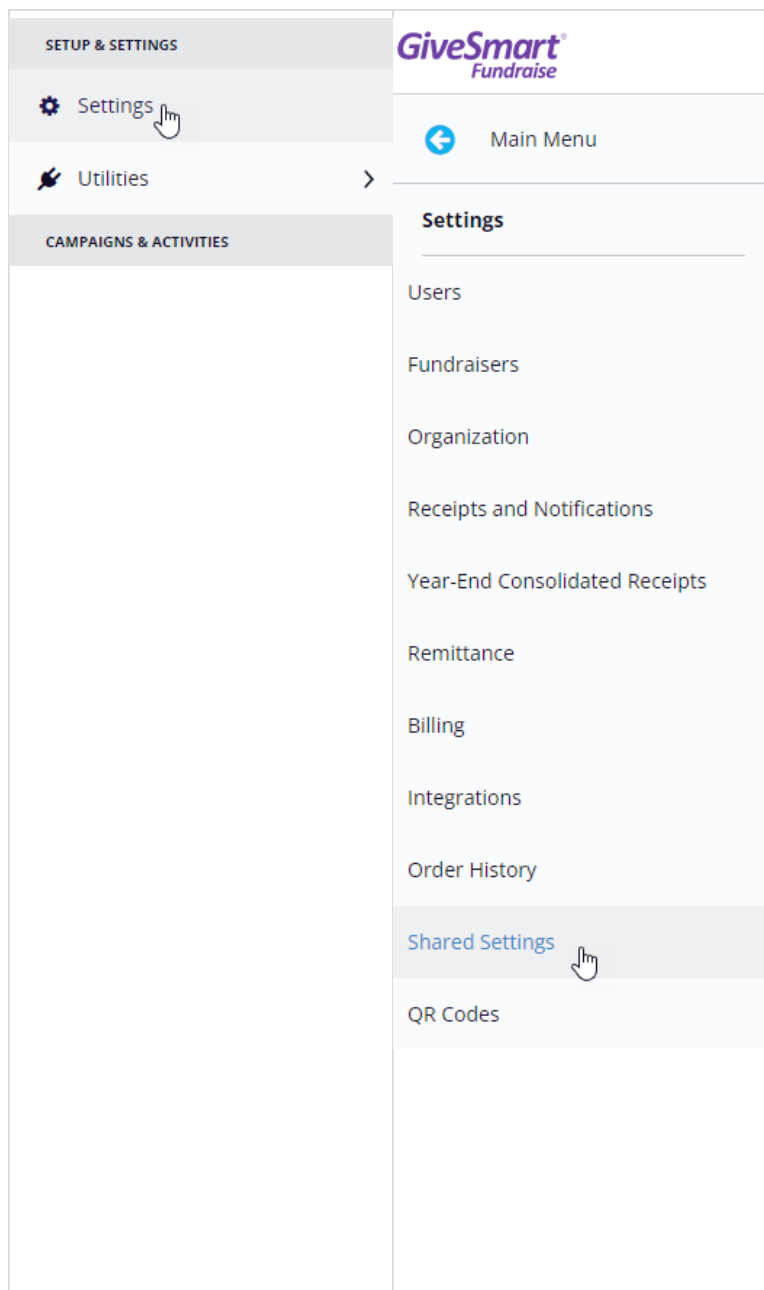 SETUP & SETTINGS
Settings
Utilities
CAMPAIGNS & ACTIVITIES
GiveSmart®
Fundraise
Main Menu
Settings
Users
Fundraisers
Organization
Receipts and Notifications
Year-End Consolidated Receipts
Remittance
Billing
Integrations
Order History
Shared Settings
QR Codes